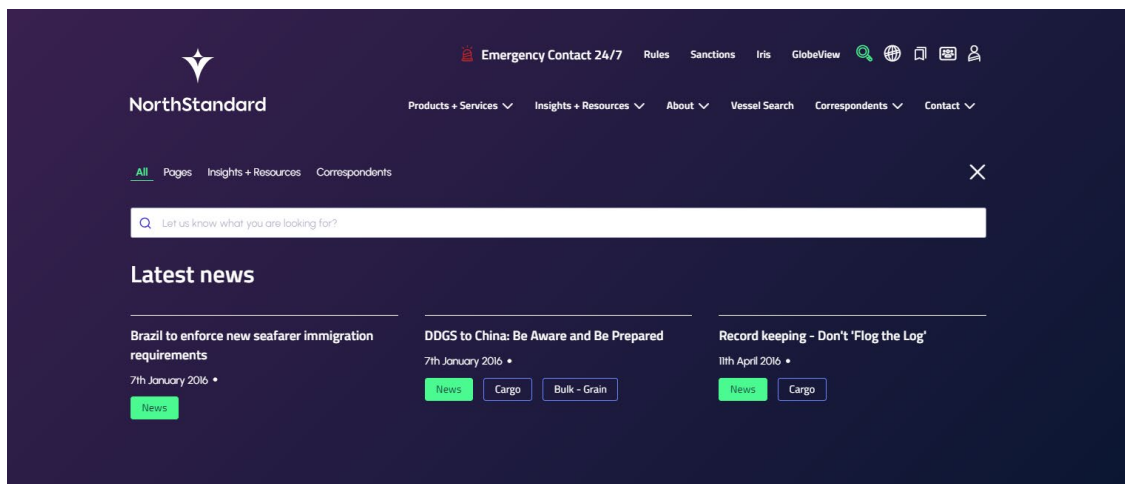 Emergency Contact 24/7 Rules Sanctions Iris GlobeView
NorthStandard
Products + Services Insights + Resources About Vessel Search Correspondents Contact
All Pages Insights + Resources Correspondents
Let us know what you are looking for?
Latest news
Brazil to enforce new seafarer immigration
requirements
7th January 2016 •
News
DDGS to China: Be Aware and Be Prepared
7th January 2016 •
News Cargo Bulk - Grain
Record keeping - Don't 'Flog the Log'
11th April 2016 •
News Cargo